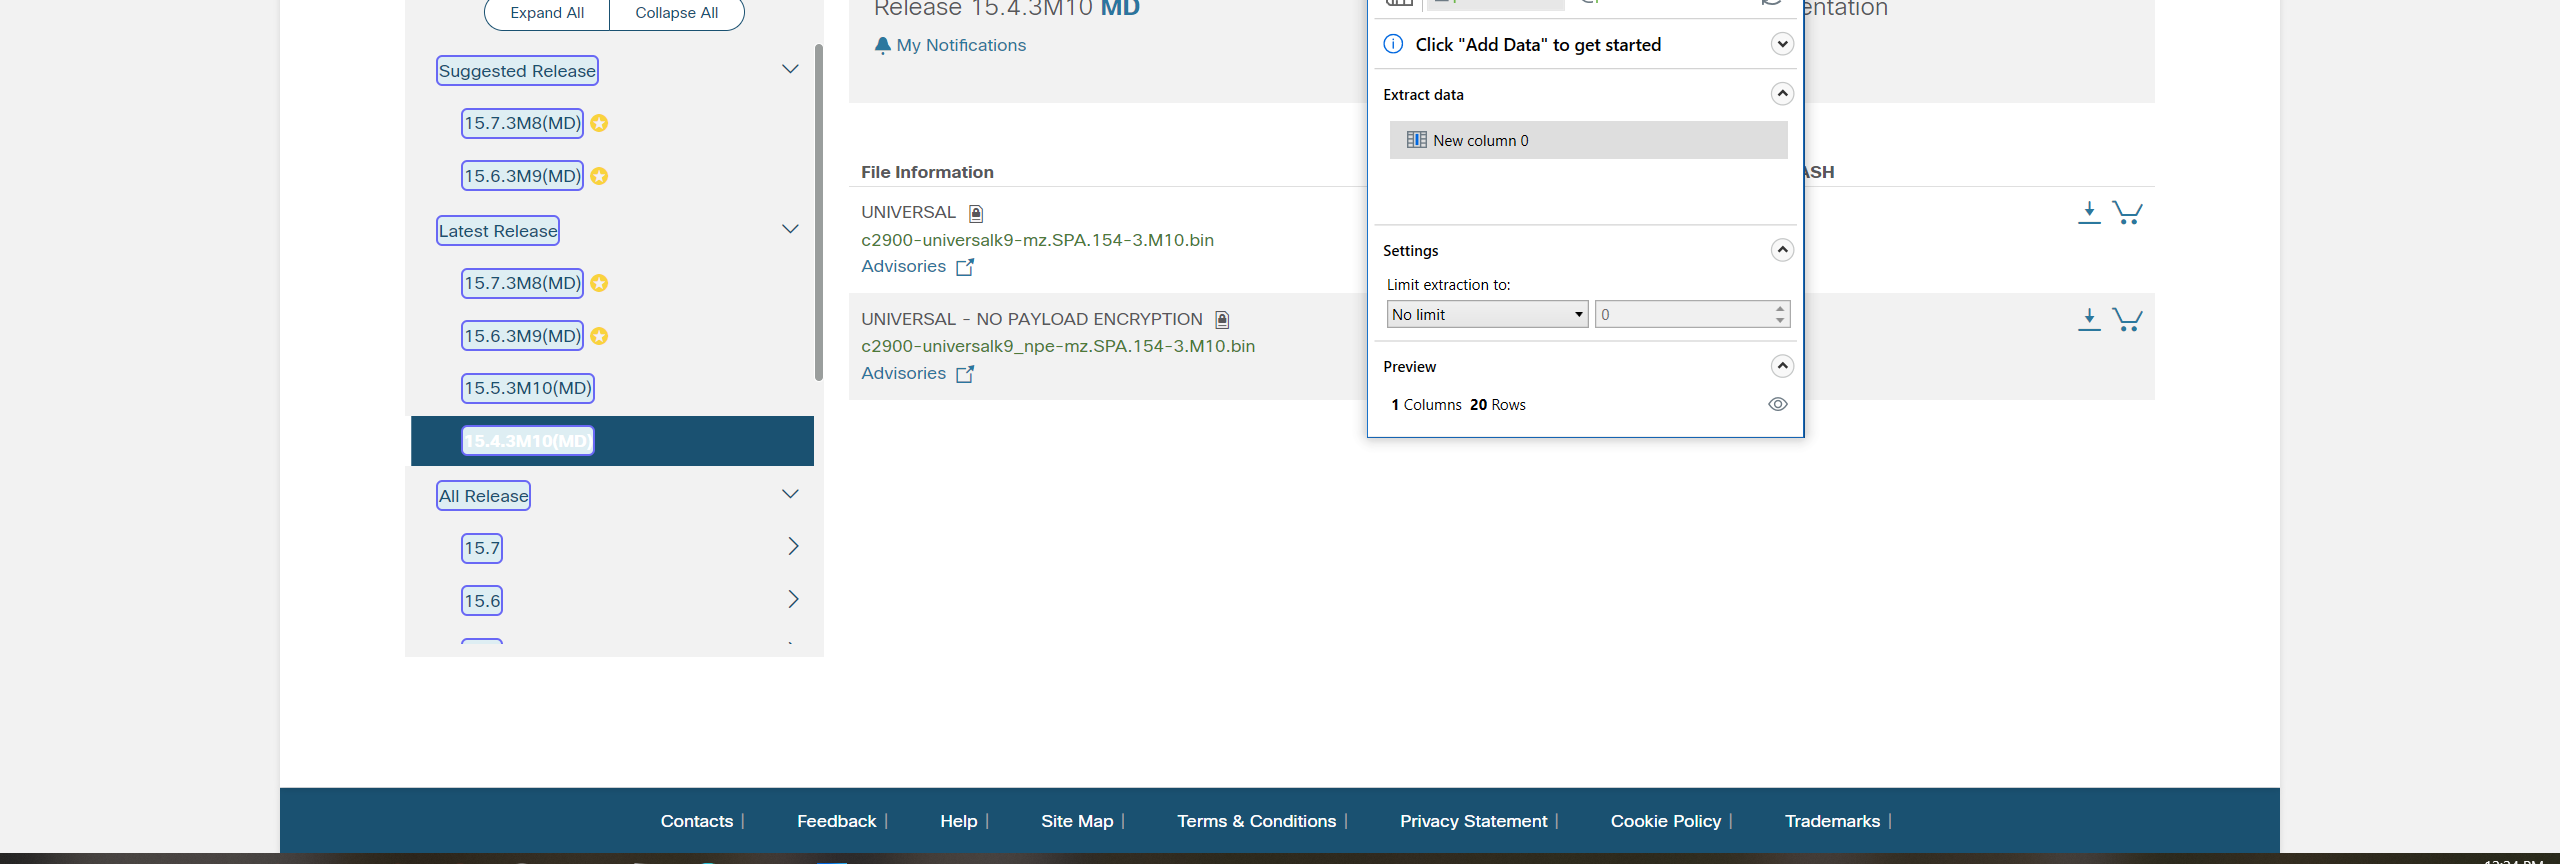 Expand All
Collapse All
Suggested Release
15.7.3M8(MD)
15.6.3M9(MD)
Latest Release
15.7.3M8(MD)
15.6.3M9(MD)
15.5.3M10(MD)
15.4.3M10(MD)
All Release
15.7
15.6
Release 15.4.3M10 MD
My Notifications
File Information
UNIVERSAL
c2900-universalk9-mz.SPA.154-3.M10.bin
Advisories
UNIVERSAL - NO PAYLOAD ENCRYPTION
c2900-universalk9_npe-mz.SPA.154-3.M10.bin
Advisories
Click "Add Data" to get started
Extract data
New column 0
Settings
Limit extraction to:
No limit
0
Preview
1 Columns 20 Rows
entation
ASH
Contacts |
Feedback |
Help |
Site Map |
Terms & Conditions |
Privacy Statement |
Cookie Policy |
Trademarks |